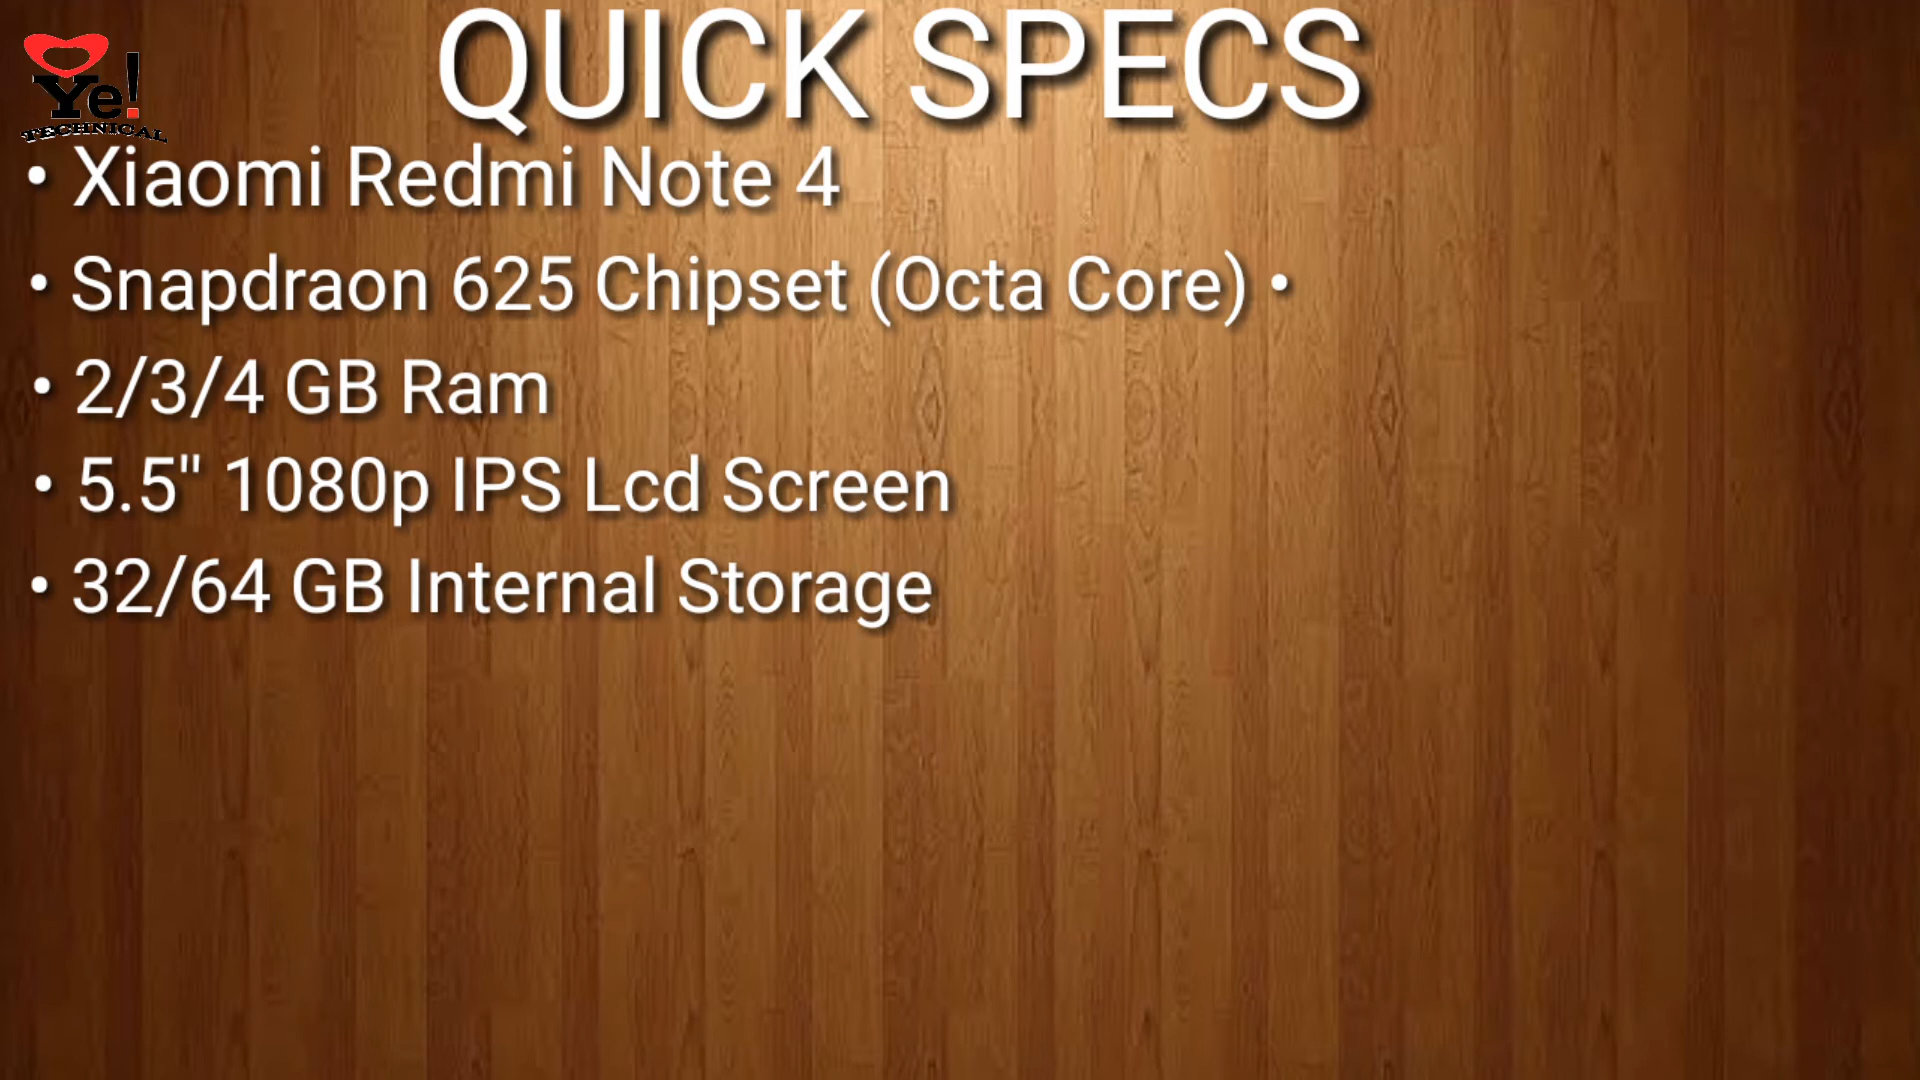 QUICK SPECS
Ye!
TECHNICAL
• Xiaomi Redmi Note 4
• Snapdraon 625 Chipset (Octa Core) •
• 2/3/4 GB Ram
• 5.5" 1080p IPS Lcd Screen
• 32/64 GB Internal Storage